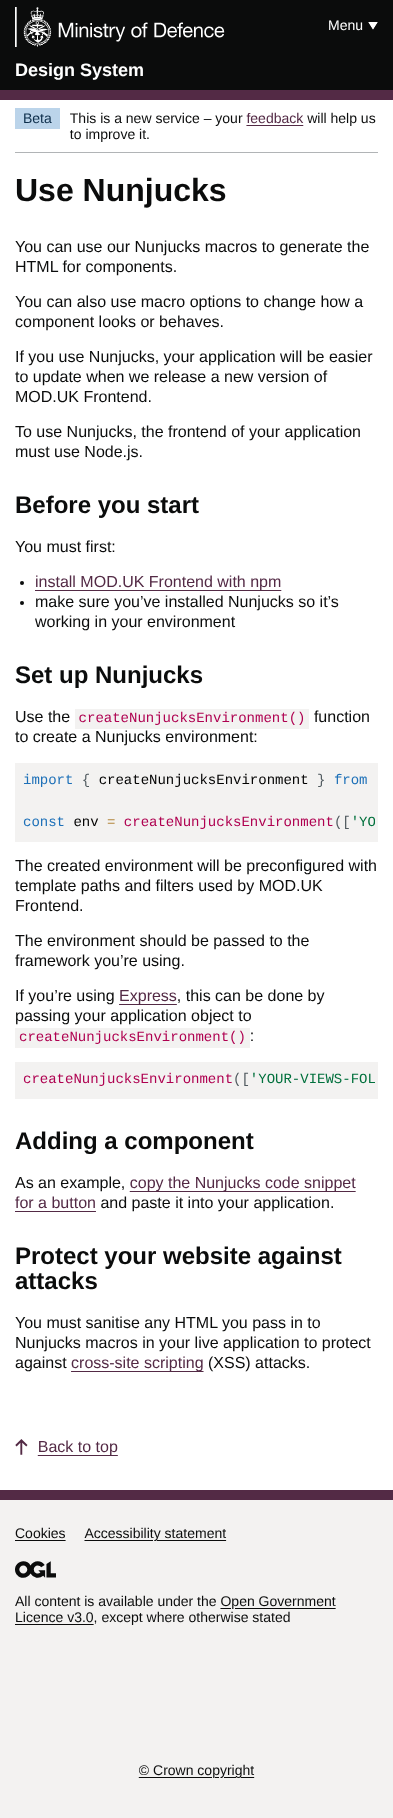 Ministry of Defence
Menu ▼
Design System
Beta
This is a new service – your feedback will help us
to improve it.
Use Nunjucks
You can use our Nunjucks macros to generate the
HTML for components.
You can also use macro options to change how a
component looks or behaves.
If you use Nunjucks, your application will be easier
to update when we release a new version of
MOD.UK Frontend.
To use Nunjucks, the frontend of your application
must use Node.js.
Before you start
You must first:
• install MOD.UK Frontend with npm
• make sure you’ve installed Nunjucks so it’s
working in your environment
Set up Nunjucks
Use the createNunjucksEnvironment() function
to create a Nunjucks environment:
import { createNunjucksEnvironment } from
const env = createNunjucksEnvironment(['YO
The created environment will be preconfigured with
template paths and filters used by MOD.UK
Frontend.
The environment should be passed to the
framework you’re using.
If you’re using Express, this can be done by
passing your application object to
createNunjucksEnvironment() :
createNunjucksEnvironment(['YOUR-VIEWS-FOL
Adding a component
As an example, copy the Nunjucks code snippet
for a button and paste it into your application.
Protect your website against
attacks
You must sanitise any HTML you pass in to
Nunjucks macros in your live application to protect
against cross-site scripting (XSS) attacks.
↑ Back to top
Cookies Accessibility statement
OGL
All content is available under the Open Government
Licence v3.0, except where otherwise stated
© Crown copyright